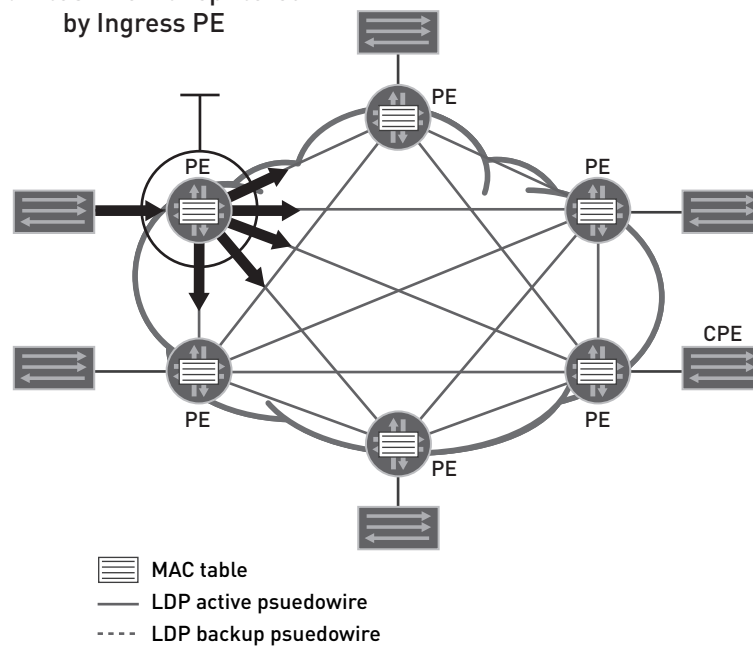 by Ingress PE
PE
PE
PE
CPE
PE
PE
PE
MAC table
LDP active psuedowire
LDP backup psuedowire